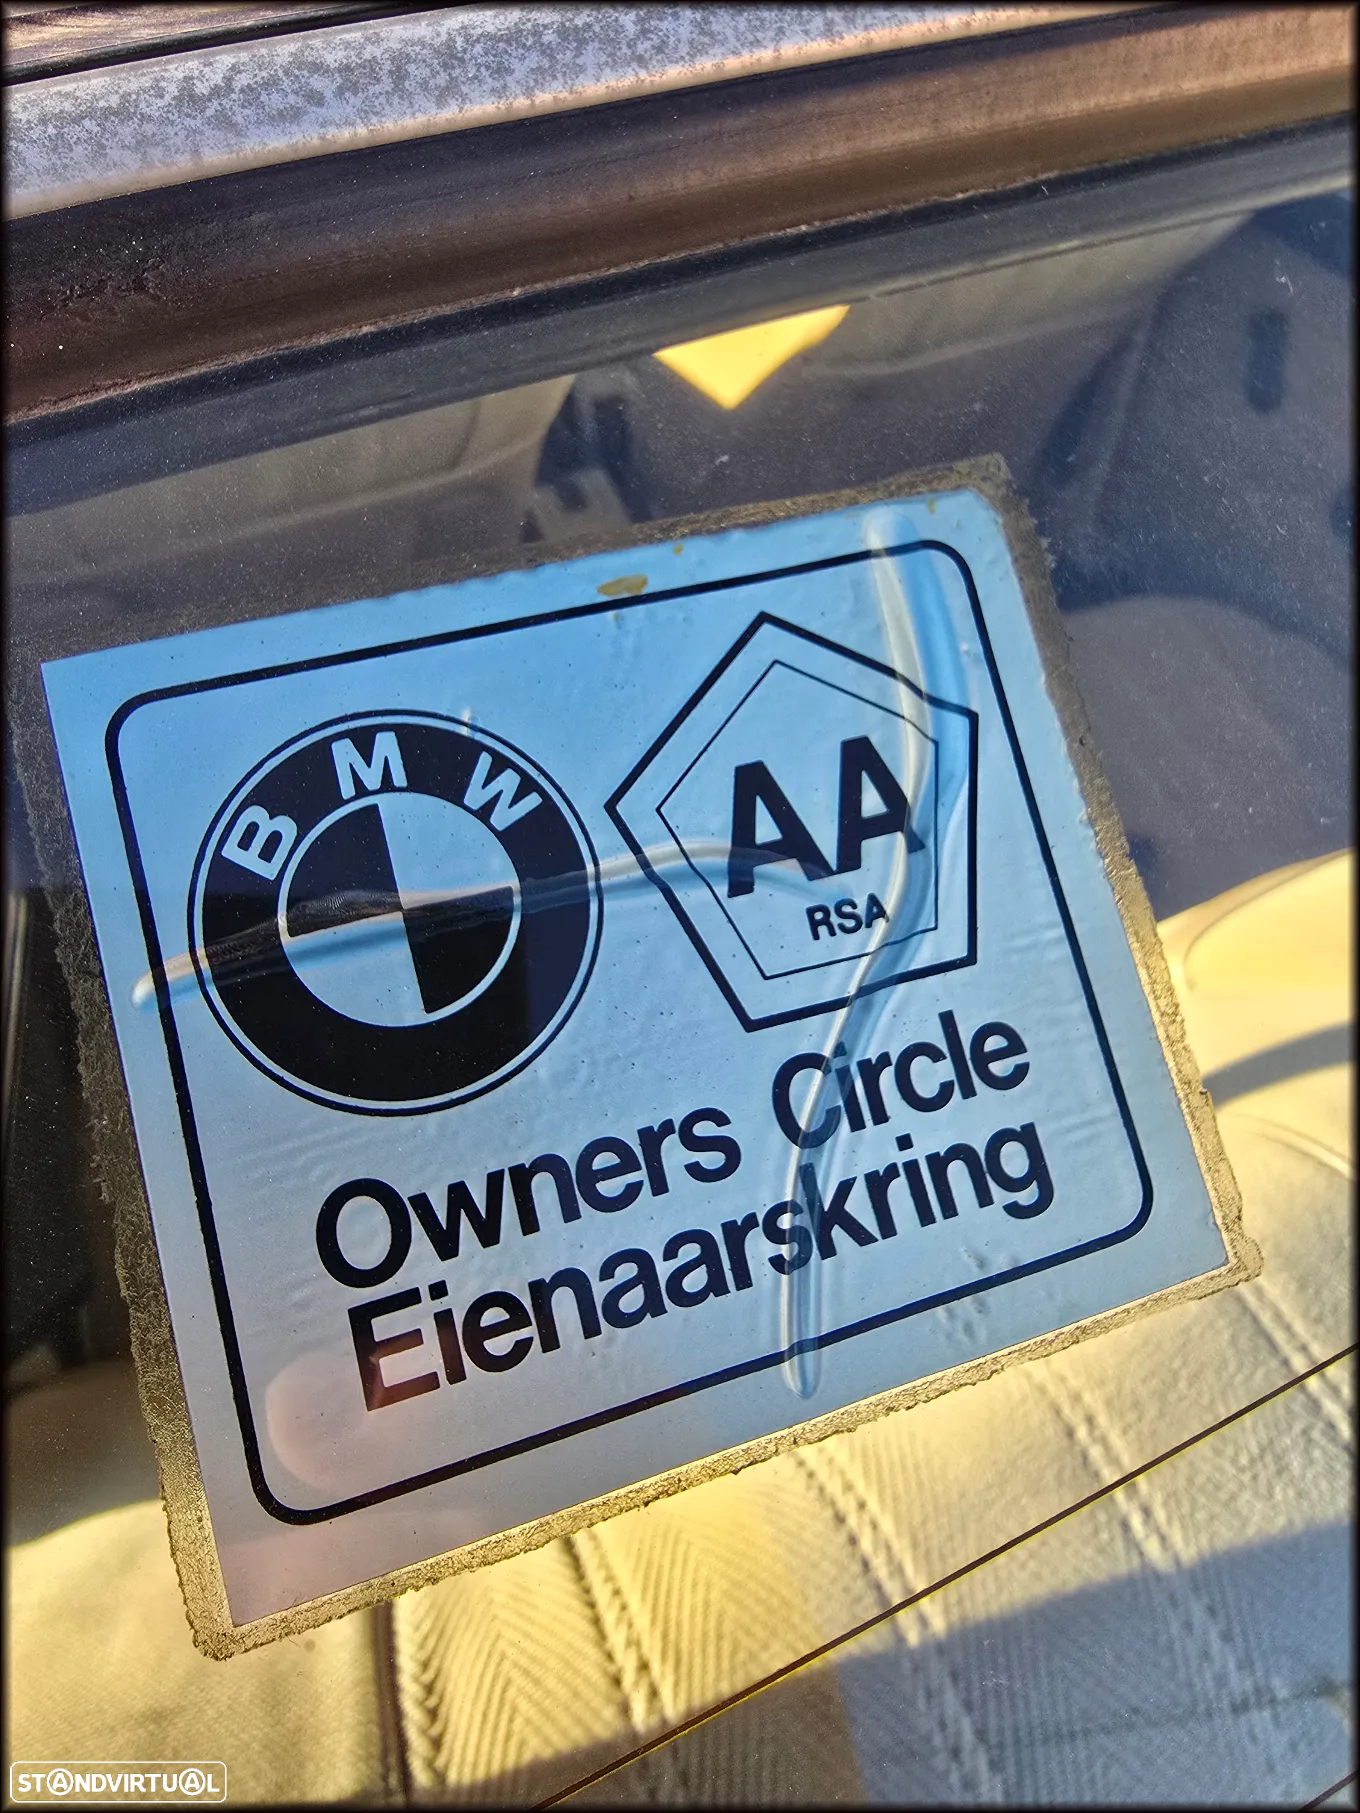 BMW
AA
RSA
Owners Circle
Eienaarskring
STANDVIRTUAL